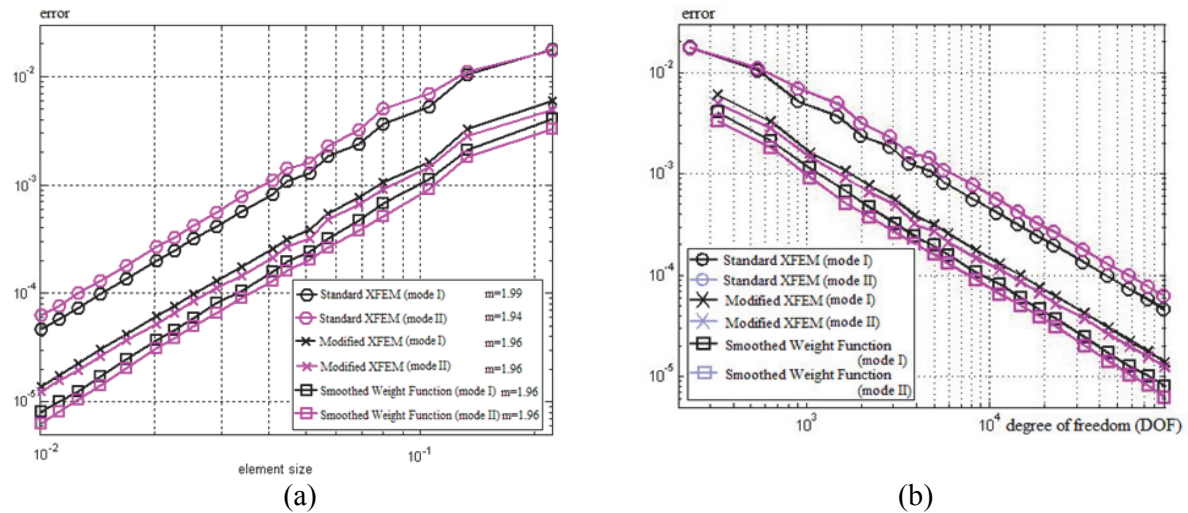 error
10^-2
10^-3
10^-4
10^-5
Standard XFEM (mode I) m=1.99
Standard XFEM (mode II) m=1.94
Modified XFEM (mode I) m=1.96
Modified XFEM (mode II) m=1.96
Smoothed Weight Function (mode I) m=1.96
Smoothed Weight Function (mode II) m=1.96
10^-2
10^-1
element size
(a)
error
10^-2
10^-3
10^-4
10^-5
Standard XFEM (mode I)
Standard XFEM (mode II)
Modified XFEM (mode I)
Modified XFEM (mode II)
Smoothed Weight Function
(mode I)
Smoothed Weight Function
(mode II)
10^3
10^4
degree of freedom (DOF)
(b)